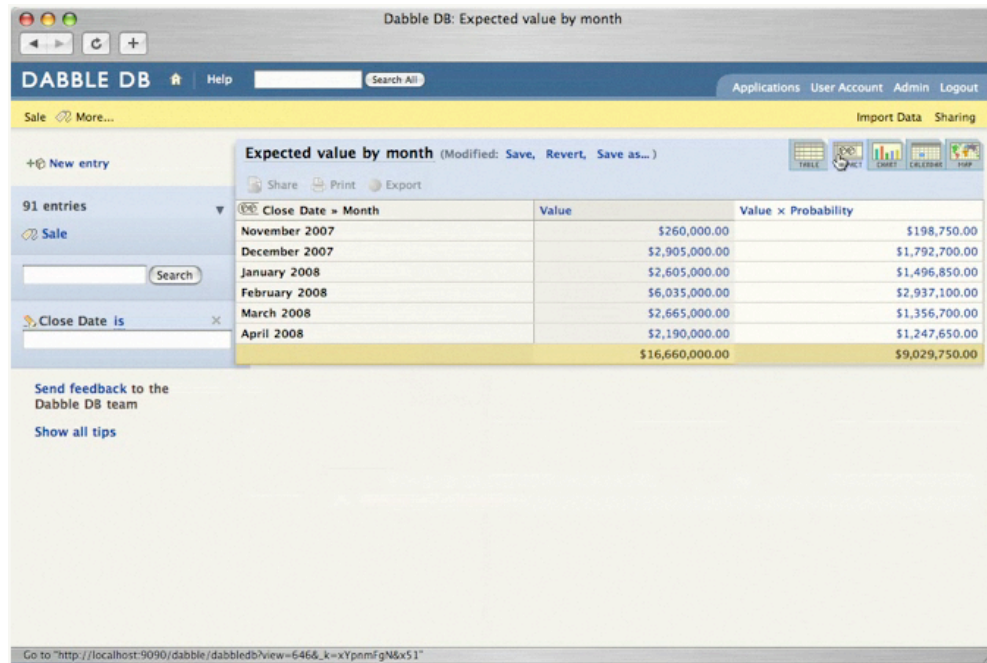 Dabble DB: Expected value by month
DABBLE DB Help Search All
Applications User Account Admin Logout
Sale More... Import Data Sharing
New entry
Expected value by month (Modified: Save, Revert, Save as...)
TABLE CHART CALENDAR MAP
Share Print Export
91 entries
Sale
Search
Close Date is
Close Date » Month Value Value × Probability
November 2007 $260,000.00 $198,750.00
December 2007 $2,905,000.00 $1,792,700.00
January 2008 $2,605,000.00 $1,496,850.00
February 2008 $6,035,000.00 $2,937,100.00
March 2008 $2,665,000.00 $1,356,700.00
April 2008 $2,190,000.00 $1,247,650.00
$16,660,000.00 $9,029,750.00
Send feedback to the
Dabble DB team
Show all tips
Go to "http://localhost:9090/dabble/dabbledb?view=646&_k=xYpnmFgN&x51"